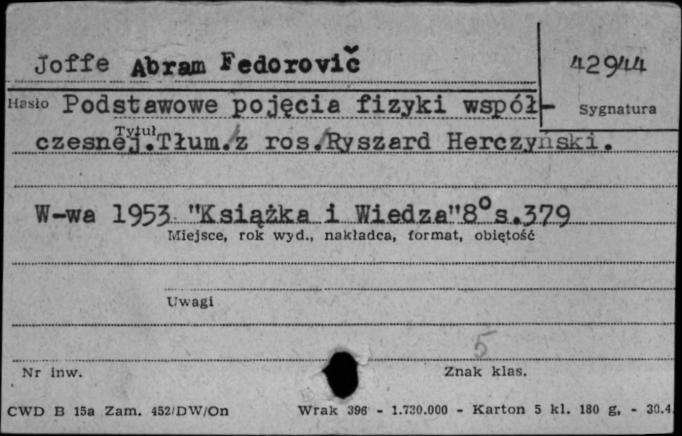 Joffe Abram Fedorovič
42944
Hasło Podstawowe pojęcia fizyki współ-
Sygnatura
Tytuł
czesnej.Tłum./z ros./Ryszard Herczyński.
W-wa 1953 "Książka i Wiedza"8° s.379
Miejsce, rok wyd., nakładca, format, objętość
Uwagi
5
Nr inw.
Znak klas.
CWD B 15a Zam. 452/DW/On Wrak 396 - 1.730.000 - Karton 5 kl. 180 g. - 30.4